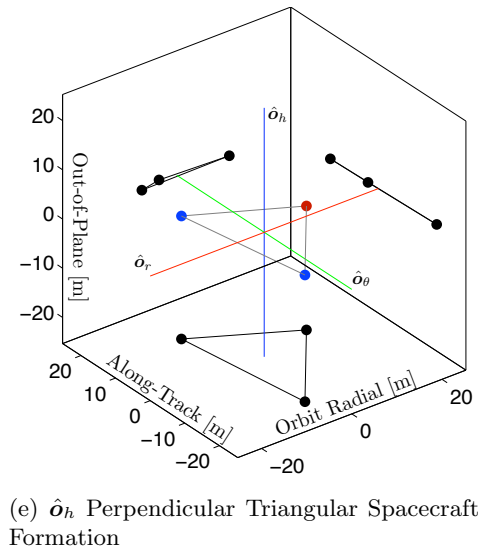 20
10
0
−10
−20
Out-of-Plane [m]
ô_h
ô_r
ô_θ
20
10
0
−10
−20
Along-Track [m]
−20
0
20
Orbit Radial [m]
(e) ô_h Perpendicular Triangular Spacecraft
Formation